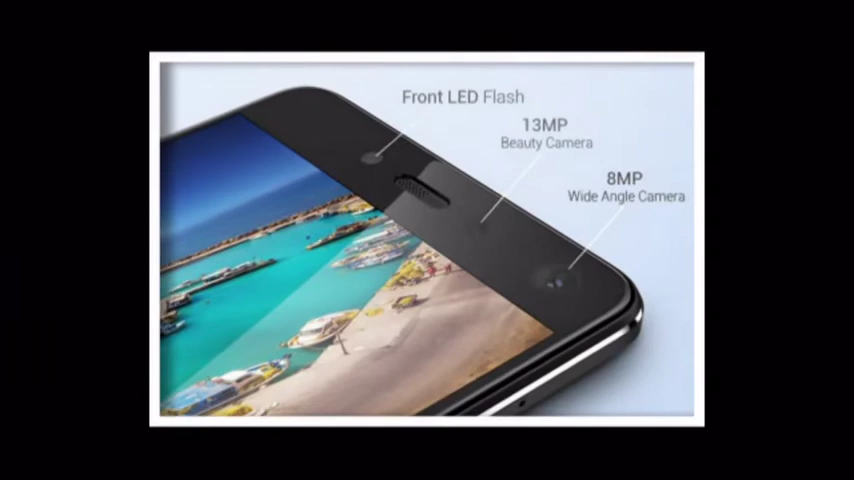 Front LED Flash
13MP
Beauty Camera
8MP
Wide Angle Camera